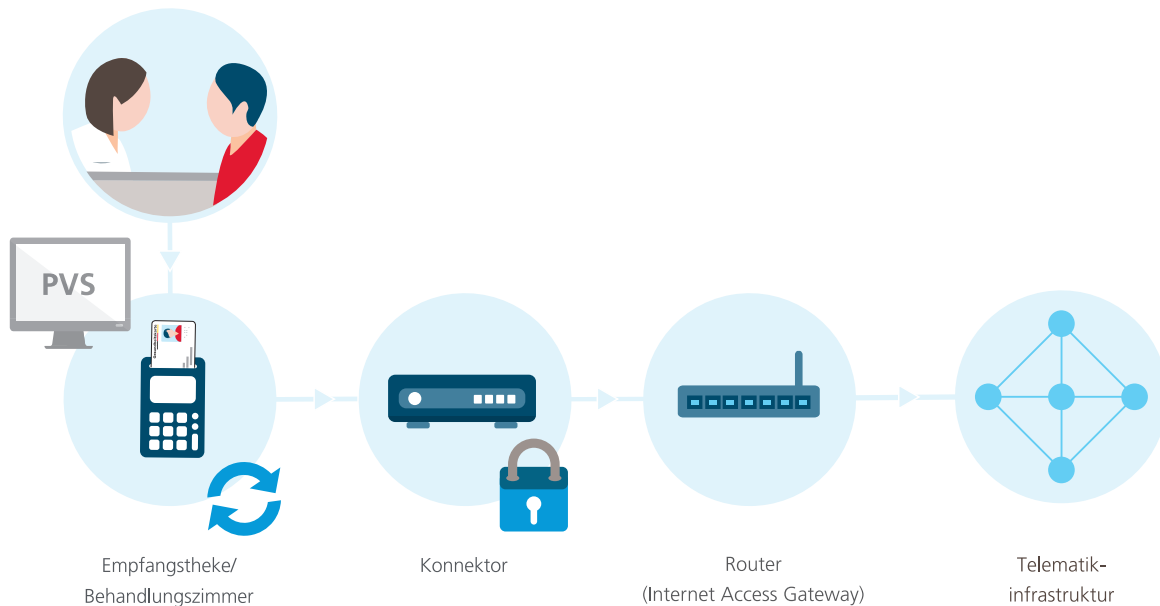 PVS
Empfangstheke/
Behandlungszimmer
Konnektor
Router
(Internet Access Gateway)
Telematik-
infrastruktur